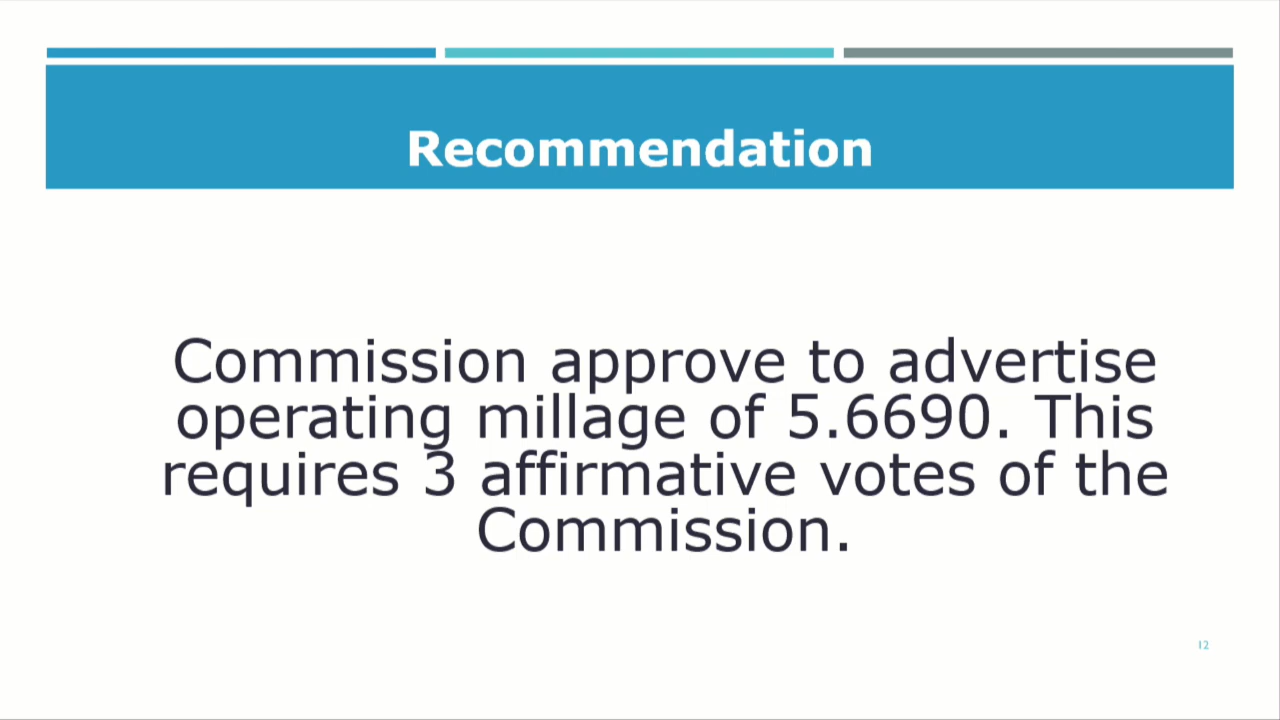 Recommendation
Commission approve to advertise
operating millage of 5.6690. This
requires 3 affirmative votes of the
Commission.
12